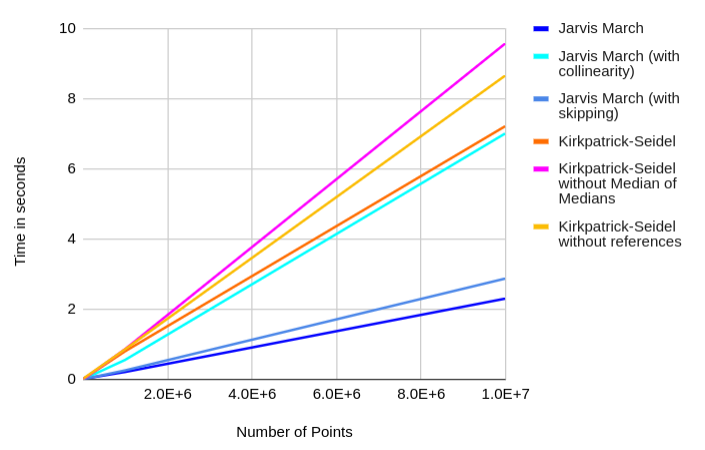 10
8
6
4
2
0
Time in seconds
2.0E+6 4.0E+6 6.0E+6 8.0E+6 1.0E+7
Number of Points
Jarvis March
Jarvis March (with
collinearity)
Jarvis March (with
skipping)
Kirkpatrick-Seidel
Kirkpatrick-Seidel
without Median of
Medians
Kirkpatrick-Seidel
without references